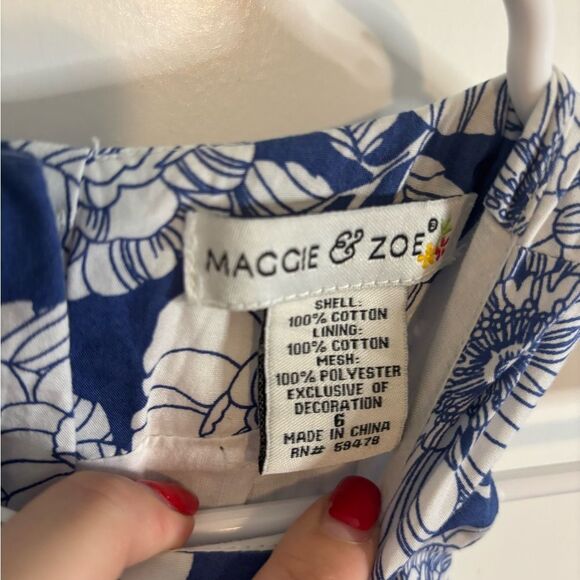 MAGGIE & ZOE®
SHELL:
100% COTTON
LINING:
100% COTTON
MESH:
100% POLYESTER
EXCLUSIVE OF
DECORATION
6
MADE IN CHINA
RN# 59479